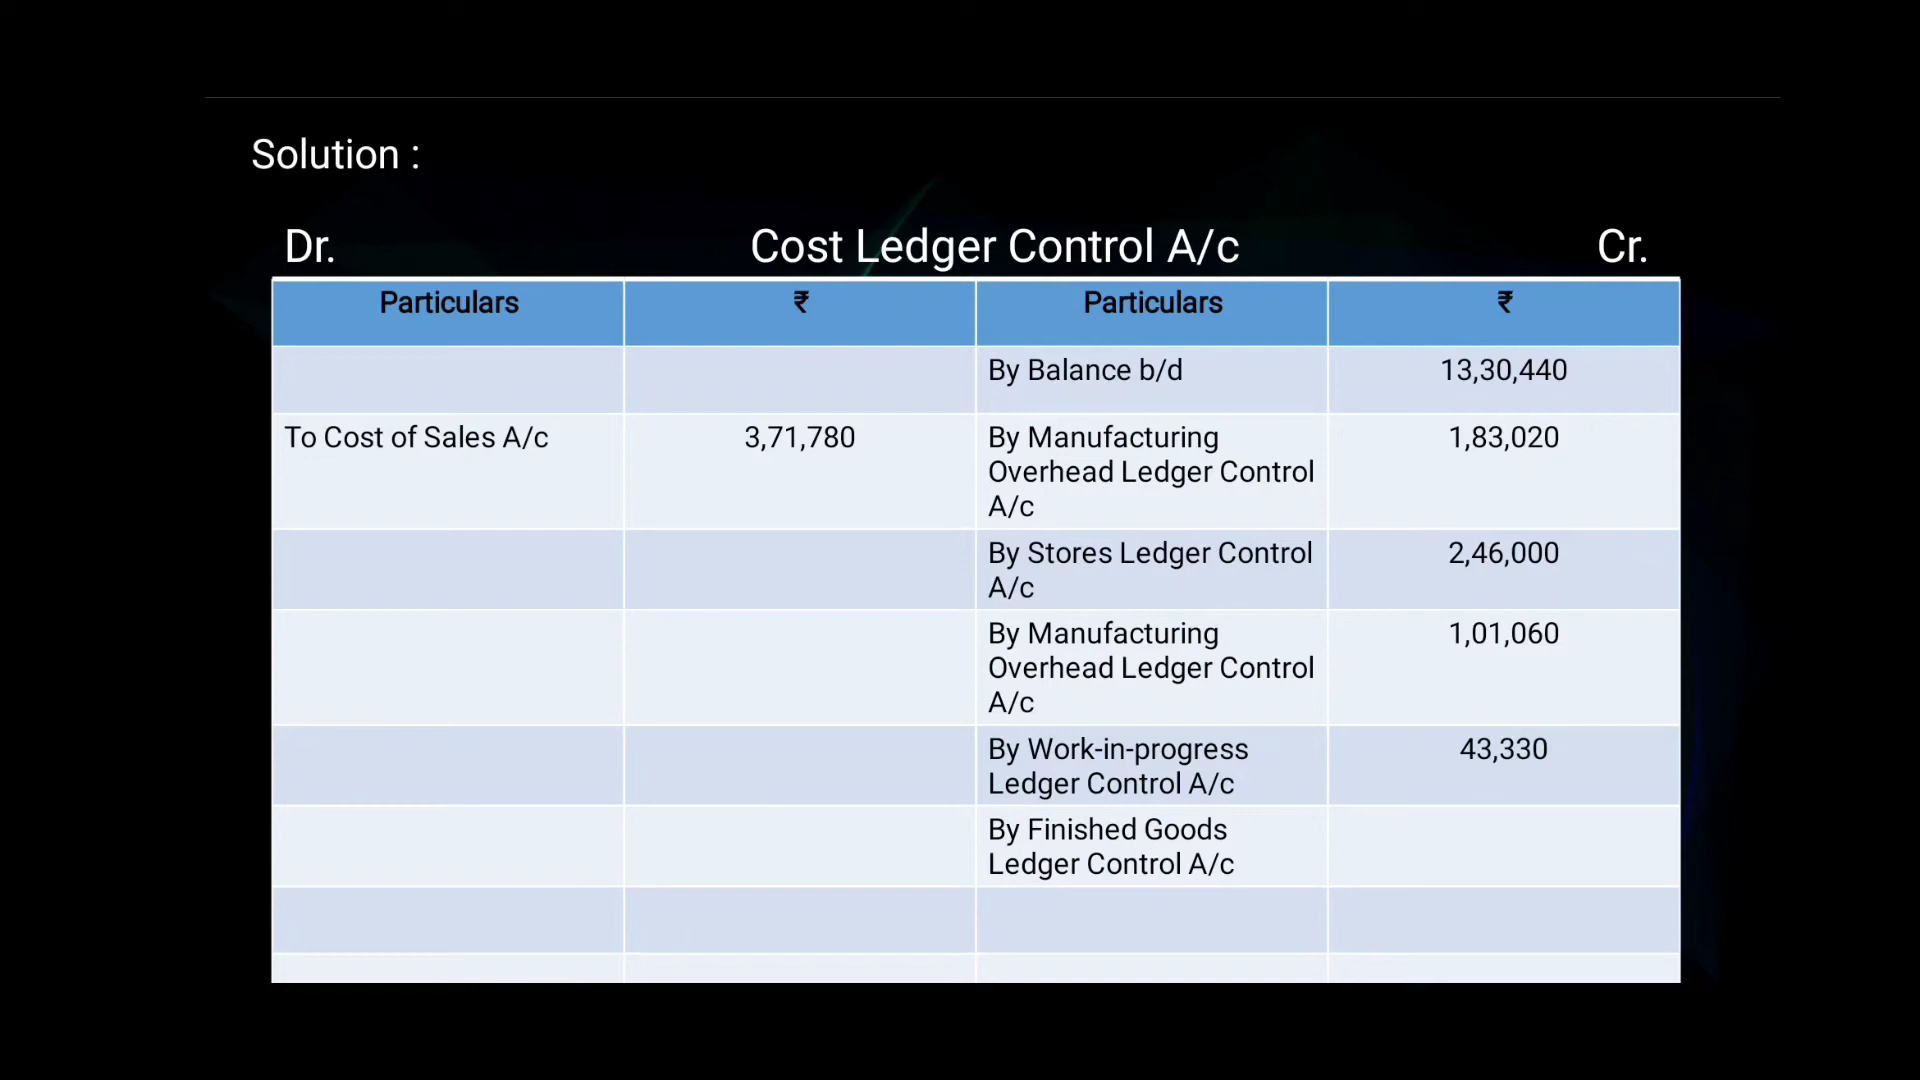 Solution :
Dr. Cost Ledger Control A/c Cr.
Particulars ₹ Particulars ₹
By Balance b/d 13,30,440
To Cost of Sales A/c 3,71,780 By Manufacturing 1,83,020
Overhead Ledger Control
A/c
By Stores Ledger Control 2,46,000
A/c
By Manufacturing 1,01,060
Overhead Ledger Control
A/c
By Work-in-progress 43,330
Ledger Control A/c
By Finished Goods
Ledger Control A/c